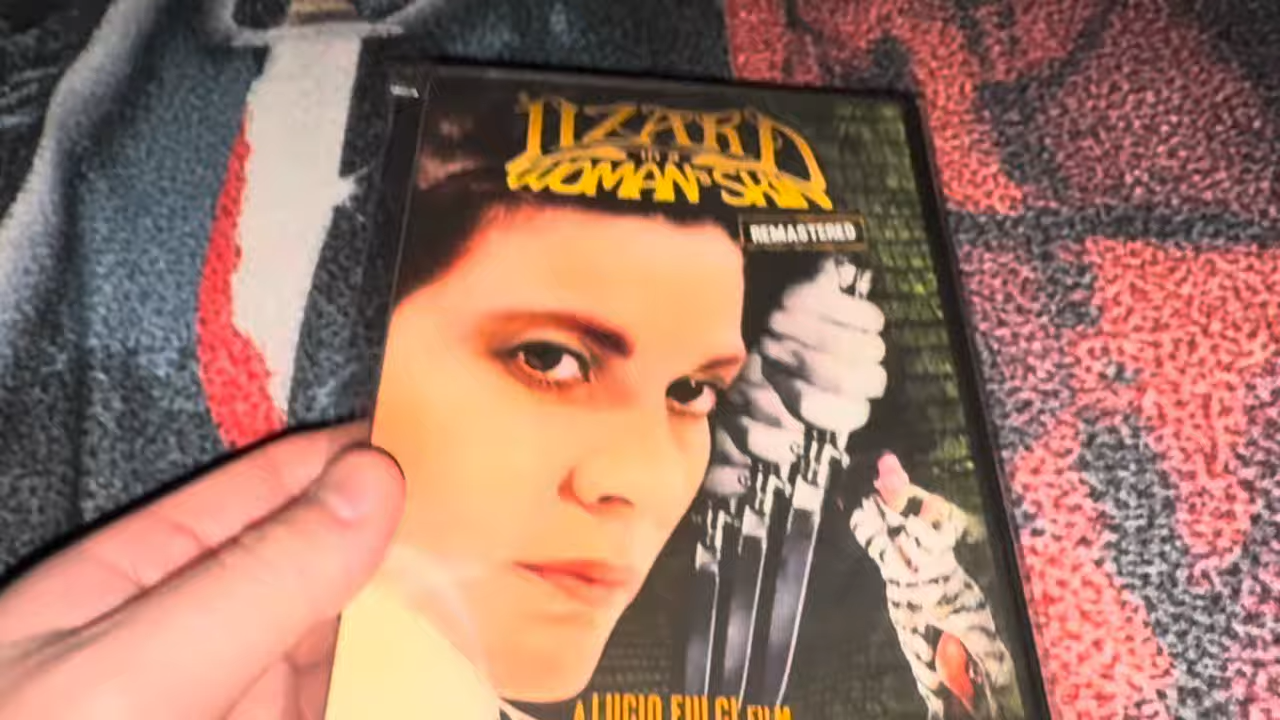 LIZARD
IN A
WOMAN'S SKIN
REMASTERED
A LUCIO FULCI FILM